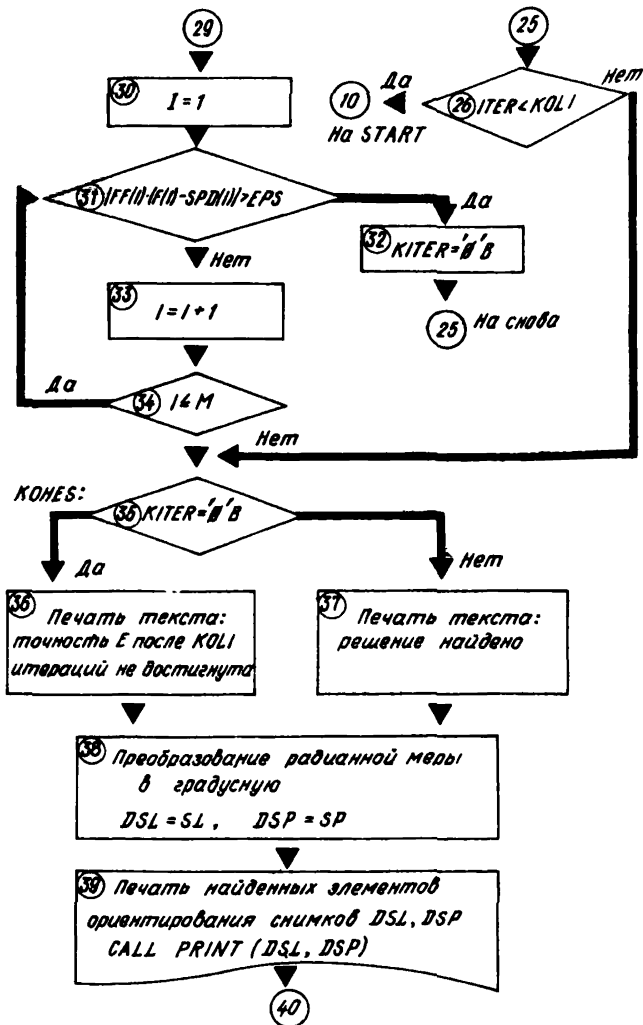 29
25
30 I=1
26 ITER<KOLI
Да
Нет
10
На START
31 |FF(I)-(F(I)-SPD(I)|>EPS
Да
32 KITER='Ø'B
Нет
25 На снова
33 I=I+1
Да
34 I≤M
Нет
KONES:
35 KITER='Ø'B
Да
Нет
36 Печать текста:
точность E после KOLI
итераций не достигнута
37 Печать текста:
решение найдено
38 Преобразование радианной меры
в градусную
DSL=SL, DSP=SP
39 Печать найденных элементов
ориентирования снимков DSL, DSP
CALL PRINT (DSL, DSP)
40